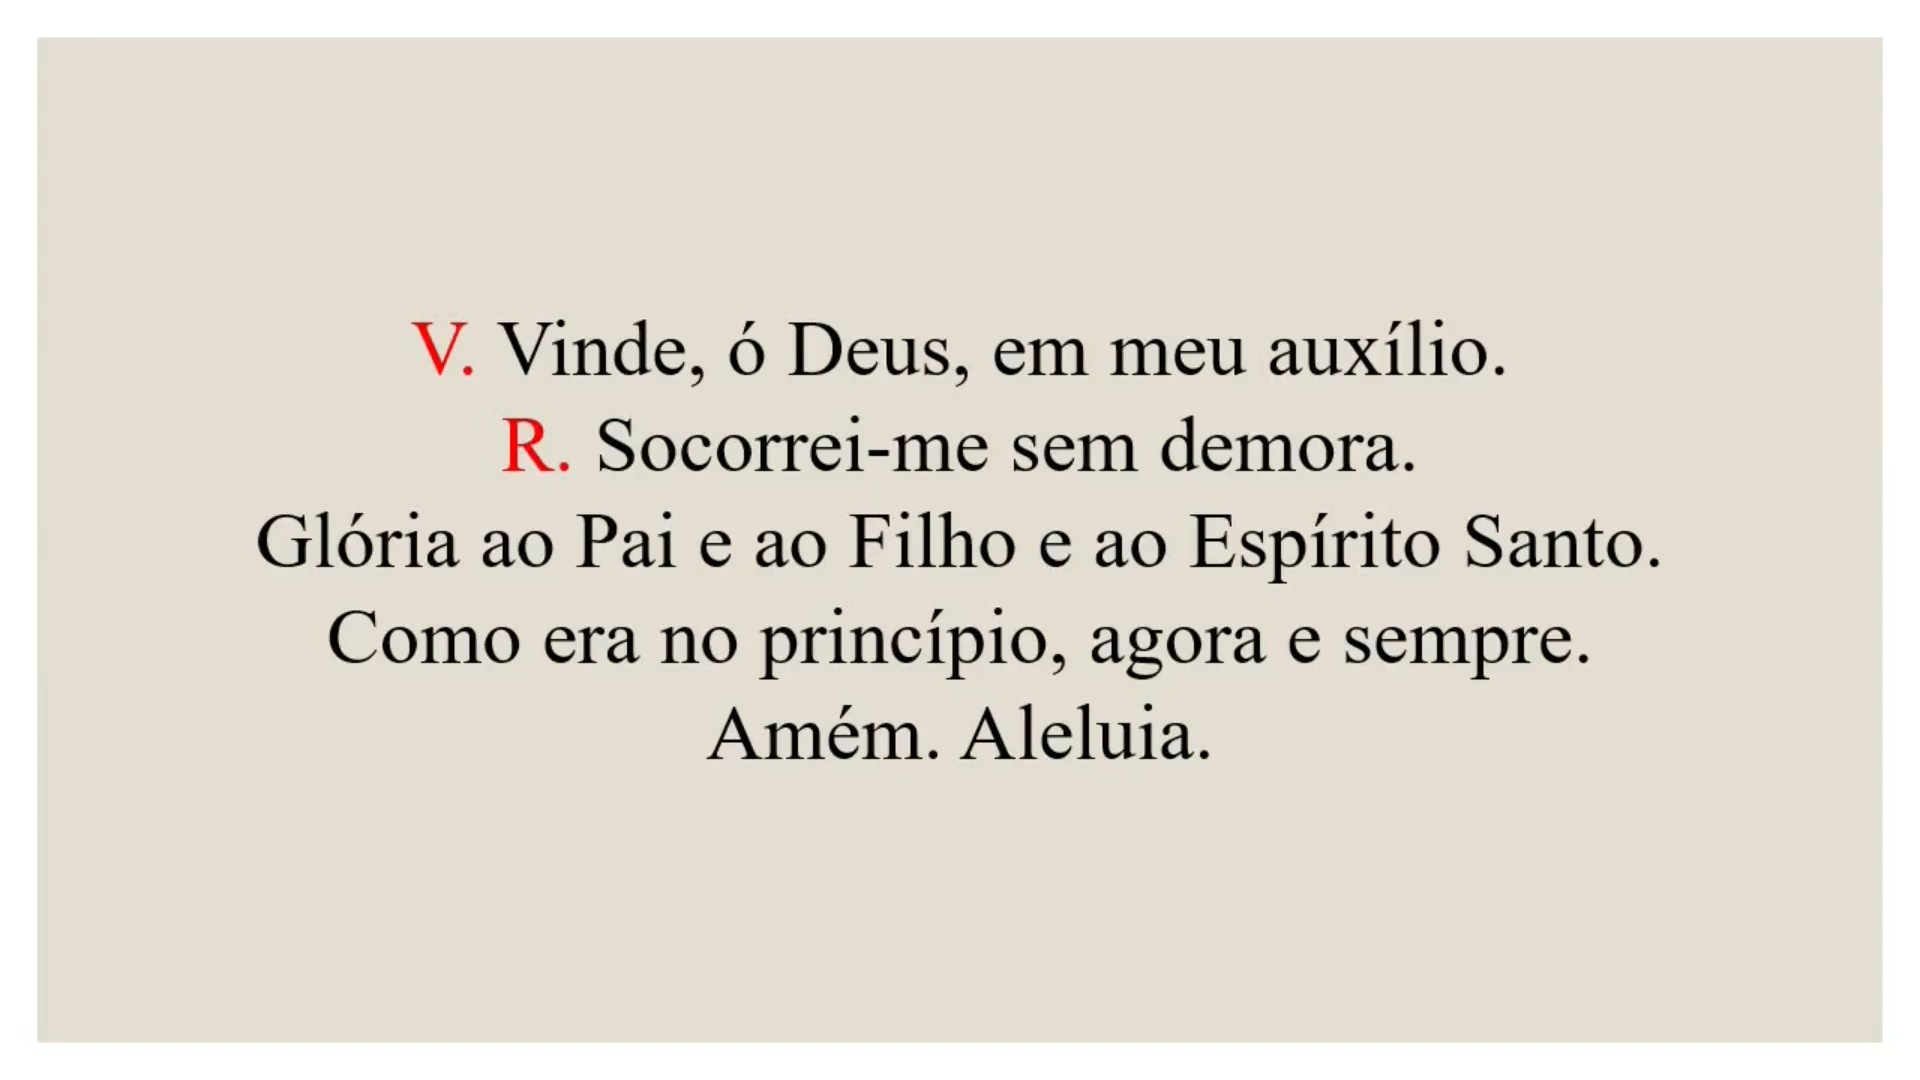 V. Vinde, ó Deus, em meu auxílio.
R. Socorrei-me sem demora.
Glória ao Pai e ao Filho e ao Espírito Santo.
Como era no princípio, agora e sempre.
Amém. Aleluia.